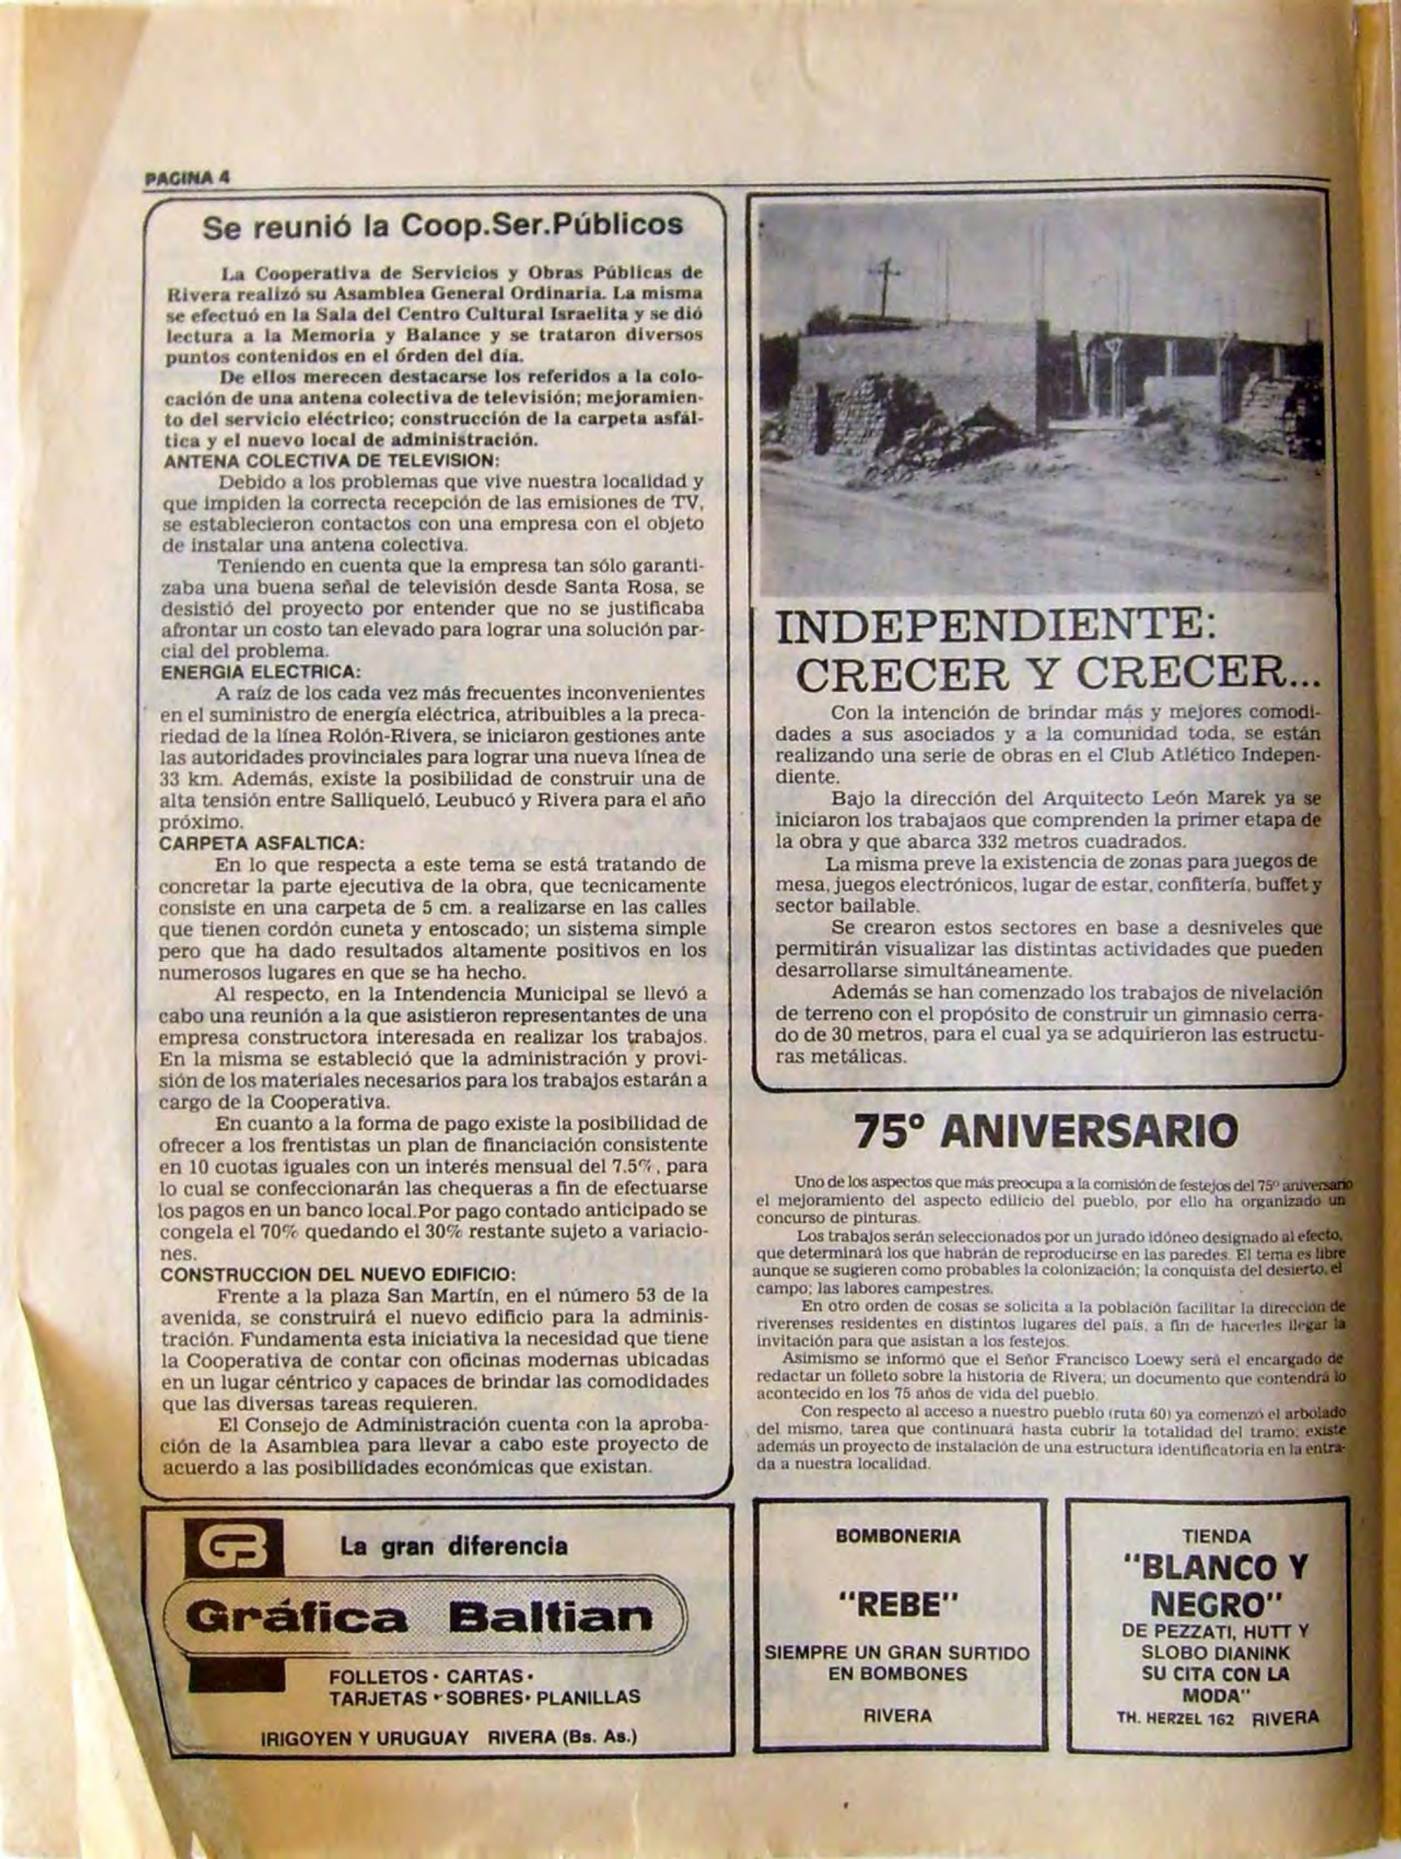 PAGINA 4
Se reunió la Coop.Ser.Públicos
La Cooperativa de Servicios y Obras Públicas de
Rivera realizó su Asamblea General Ordinaria. La misma
se efectuó en la Sala del Centro Cultural Israelita y se dió
lectura a la Memoria y Balance y se trataron diversos
puntos contenidos en el órden del día.
De ellos merecen destacarse los referidos a la colo-
cación de una antena colectiva de televisión; mejoramien-
to del servicio eléctrico; construcción de la carpeta asfál-
tica y el nuevo local de administración.
ANTENA COLECTIVA DE TELEVISION:
Debido a los problemas que vive nuestra localidad y
que impiden la correcta recepción de las emisiones de TV,
se establecieron contactos con una empresa con el objeto
de instalar una antena colectiva.
Teniendo en cuenta que la empresa tan sólo garanti-
zaba una buena señal de televisión desde Santa Rosa, se
desistió del proyecto por entender que no se justificaba
afrontar un costo tan elevado para lograr una solución par-
cial del problema.
ENERGIA ELECTRICA:
A raíz de los cada vez más frecuentes inconvenientes
en el suministro de energía eléctrica, atribuibles a la preca-
riedad de la línea Rolón-Rivera, se iniciaron gestiones ante
las autoridades provinciales para lograr una nueva línea de
33 km. Además, existe la posibilidad de construir una de
alta tensión entre Salliqueló, Leubucó y Rivera para el año
próximo.
CARPETA ASFALTICA:
En lo que respecta a este tema se está tratando de
concretar la parte ejecutiva de la obra, que tecnicamente
consiste en una carpeta de 5 cm. a realizarse en las calles
que tienen cordón cuneta y entoscado; un sistema simple
pero que ha dado resultados altamente positivos en los
numerosos lugares en que se ha hecho.
Al respecto, en la Intendencia Municipal se llevó a
cabo una reunión a la que asistieron representantes de una
empresa constructora interesada en realizar los trabajos.
En la misma se estableció que la administración y provi-
sión de los materiales necesarios para los trabajos estarán a
cargo de la Cooperativa.
En cuanto a la forma de pago existe la posibilidad de
ofrecer a los frentistas un plan de financiación consistente
en 10 cuotas iguales con un interés mensual del 7.5%, para
lo cual se confeccionarán las chequeras a fin de efectuarse
los pagos en un banco local.Por pago contado anticipado se
congela el 70% quedando el 30% restante sujeto a variacio-
nes.
CONSTRUCCION DEL NUEVO EDIFICIO:
Frente a la plaza San Martín, en el número 53 de la
avenida, se construirá el nuevo edificio para la adminis-
tración. Fundamenta esta iniciativa la necesidad que tiene
la Cooperativa de contar con oficinas modernas ubicadas
en un lugar céntrico y capaces de brindar las comodidades
que las diversas tareas requieren.
El Consejo de Administración cuenta con la aproba-
ción de la Asamblea para llevar a cabo este proyecto de
acuerdo a las posibilidades económicas que existan.
INDEPENDIENTE:
CRECER Y CRECER...
Con la intención de brindar más y mejores comodi-
dades a sus asociados y a la comunidad toda, se están
realizando una serie de obras en el Club Atlético Indepen-
diente.
Bajo la dirección del Arquitecto León Marek ya se
iniciaron los trabajaos que comprenden la primer etapa de
la obra y que abarca 332 metros cuadrados.
La misma preve la existencia de zonas para juegos de
mesa, juegos electrónicos, lugar de estar, confitería, buffet y
sector bailable.
Se crearon estos sectores en base a desniveles que
permitirán visualizar las distintas actividades que pueden
desarrollarse simultáneamente.
Además se han comenzado los trabajos de nivelación
de terreno con el propósito de construir un gimnasio cerra-
do de 30 metros, para el cual ya se adquirieron las estructu-
ras metálicas.
75° ANIVERSARIO
Uno de los aspectos que más preocupa a la comisión de festejos del 75° aniversario
el mejoramiento del aspecto edilicio del pueblo, por ello ha organizado un
concurso de pinturas.
Los trabajos serán seleccionados por un jurado idóneo designado al efecto,
que determinará los que habrán de reproducirse en las paredes. El tema es libre
aunque se sugieren como probables la colonización; la conquista del desierto, el
campo; las labores campestres.
En otro orden de cosas se solicita a la población facilitar la dirección de
riverenses residentes en distintos lugares del país, a fin de hacerles llegar la
invitación para que asistan a los festejos.
Asimismo se informó que el Señor Francisco Loewy será el encargado de
redactar un folleto sobre la historia de Rivera; un documento que contendrá lo
acontecido en los 75 años de vida del pueblo.
Con respecto al acceso a nuestro pueblo (ruta 60) ya comenzó el arbolado
del mismo, tarea que continuará hasta cubrir la totalidad del tramo; existe
además un proyecto de instalación de una estructura identificatoria en la entra-
da a nuestra localidad.
GB
La gran diferencia
Gráfica Baltian
FOLLETOS · CARTAS ·
TARJETAS · SOBRES · PLANILLAS
IRIGOYEN Y URUGUAY RIVERA (Bs. As.)
BOMBONERIA
"REBE"
SIEMPRE UN GRAN SURTIDO
EN BOMBONES
RIVERA
TIENDA
"BLANCO Y
NEGRO"
DE PEZZATI, HUTT Y
SLOBO DIANINK
SU CITA CON LA
MODA"
TH. HERZEL 162 RIVERA